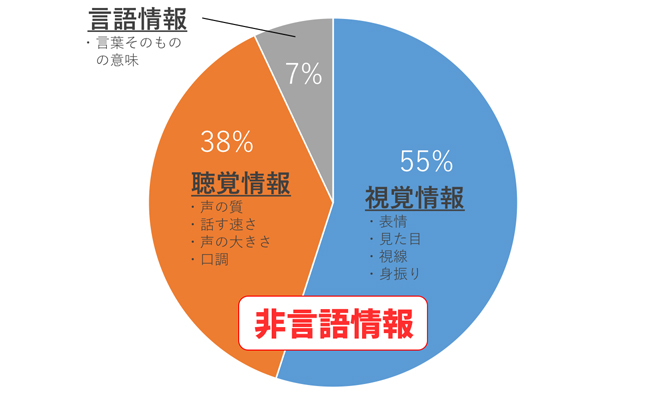 言語情報
・言葉そのもの
の意味
7%
38%
聴覚情報
・声の質
・話す速さ
・声の大きさ
・口調
55%
視覚情報
・表情
・見た目
・視線
・身振り
非言語情報